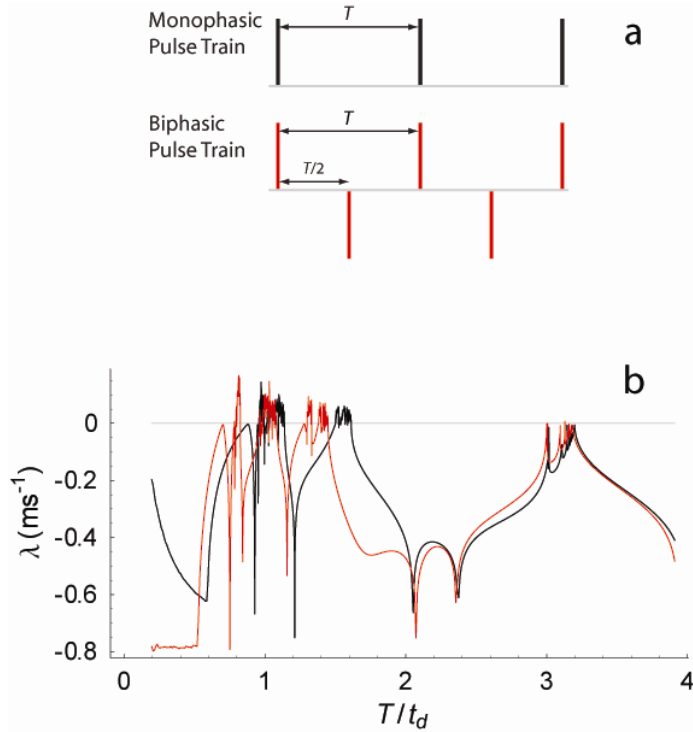 Monophasic
Pulse Train
T
a
Biphasic
Pulse Train
T
T/2
b
0
-0.2
-0.4
-0.6
-0.8
λ (ms⁻¹)
0 1 2 3 4
T/t_d